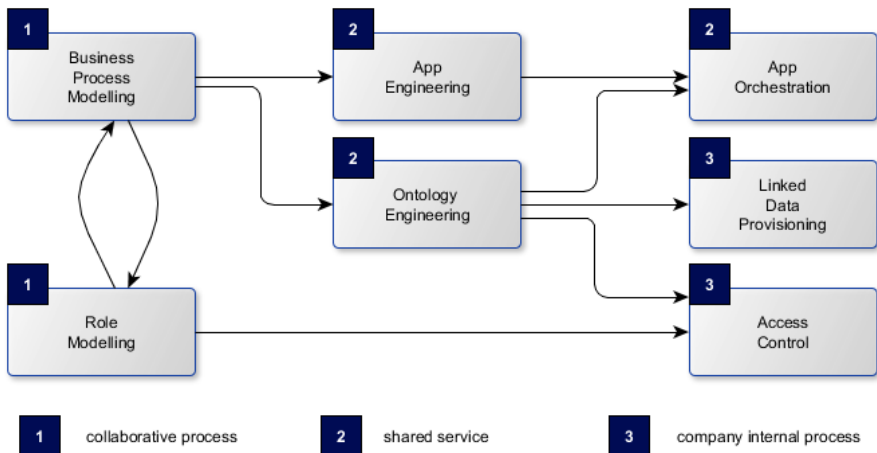 1
Business
Process
Modelling
2
App
Engineering
2
App
Orchestration
2
Ontology
Engineering
3
Linked
Data
Provisioning
1
Role
Modelling
3
Access
Control
1 collaborative process
2 shared service
3 company internal process